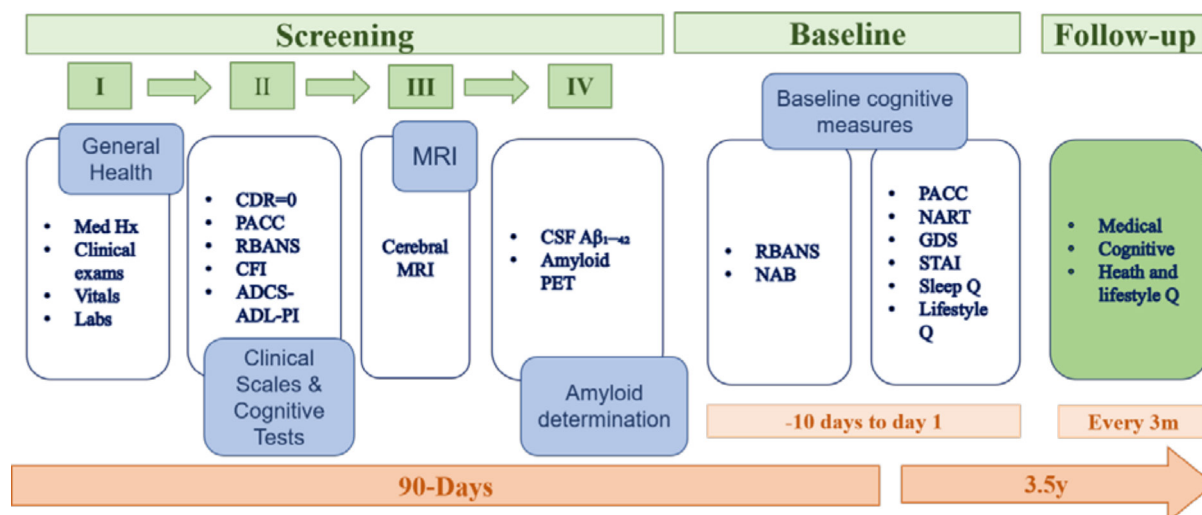 Screening
Baseline
Follow-up
I
II
III
IV
General
Health
• Med Hx
• Clinical
exams
• Vitals
• Labs
• CDR=0
• PACC
• RBANS
• CFI
• ADCS-
ADL-PI
Clinical
Scales &
Cognitive
Tests
MRI
Cerebral
MRI
• CSF Aβ₁₋₄₂
• Amyloid
PET
Amyloid
determination
Baseline cognitive
measures
• RBANS
• NAB
• PACC
• NART
• GDS
• STAI
• Sleep Q
• Lifestyle
Q
• Medical
• Cognitive
• Heath and
lifestyle Q
-10 days to day 1
Every 3m
90-Days
3.5y